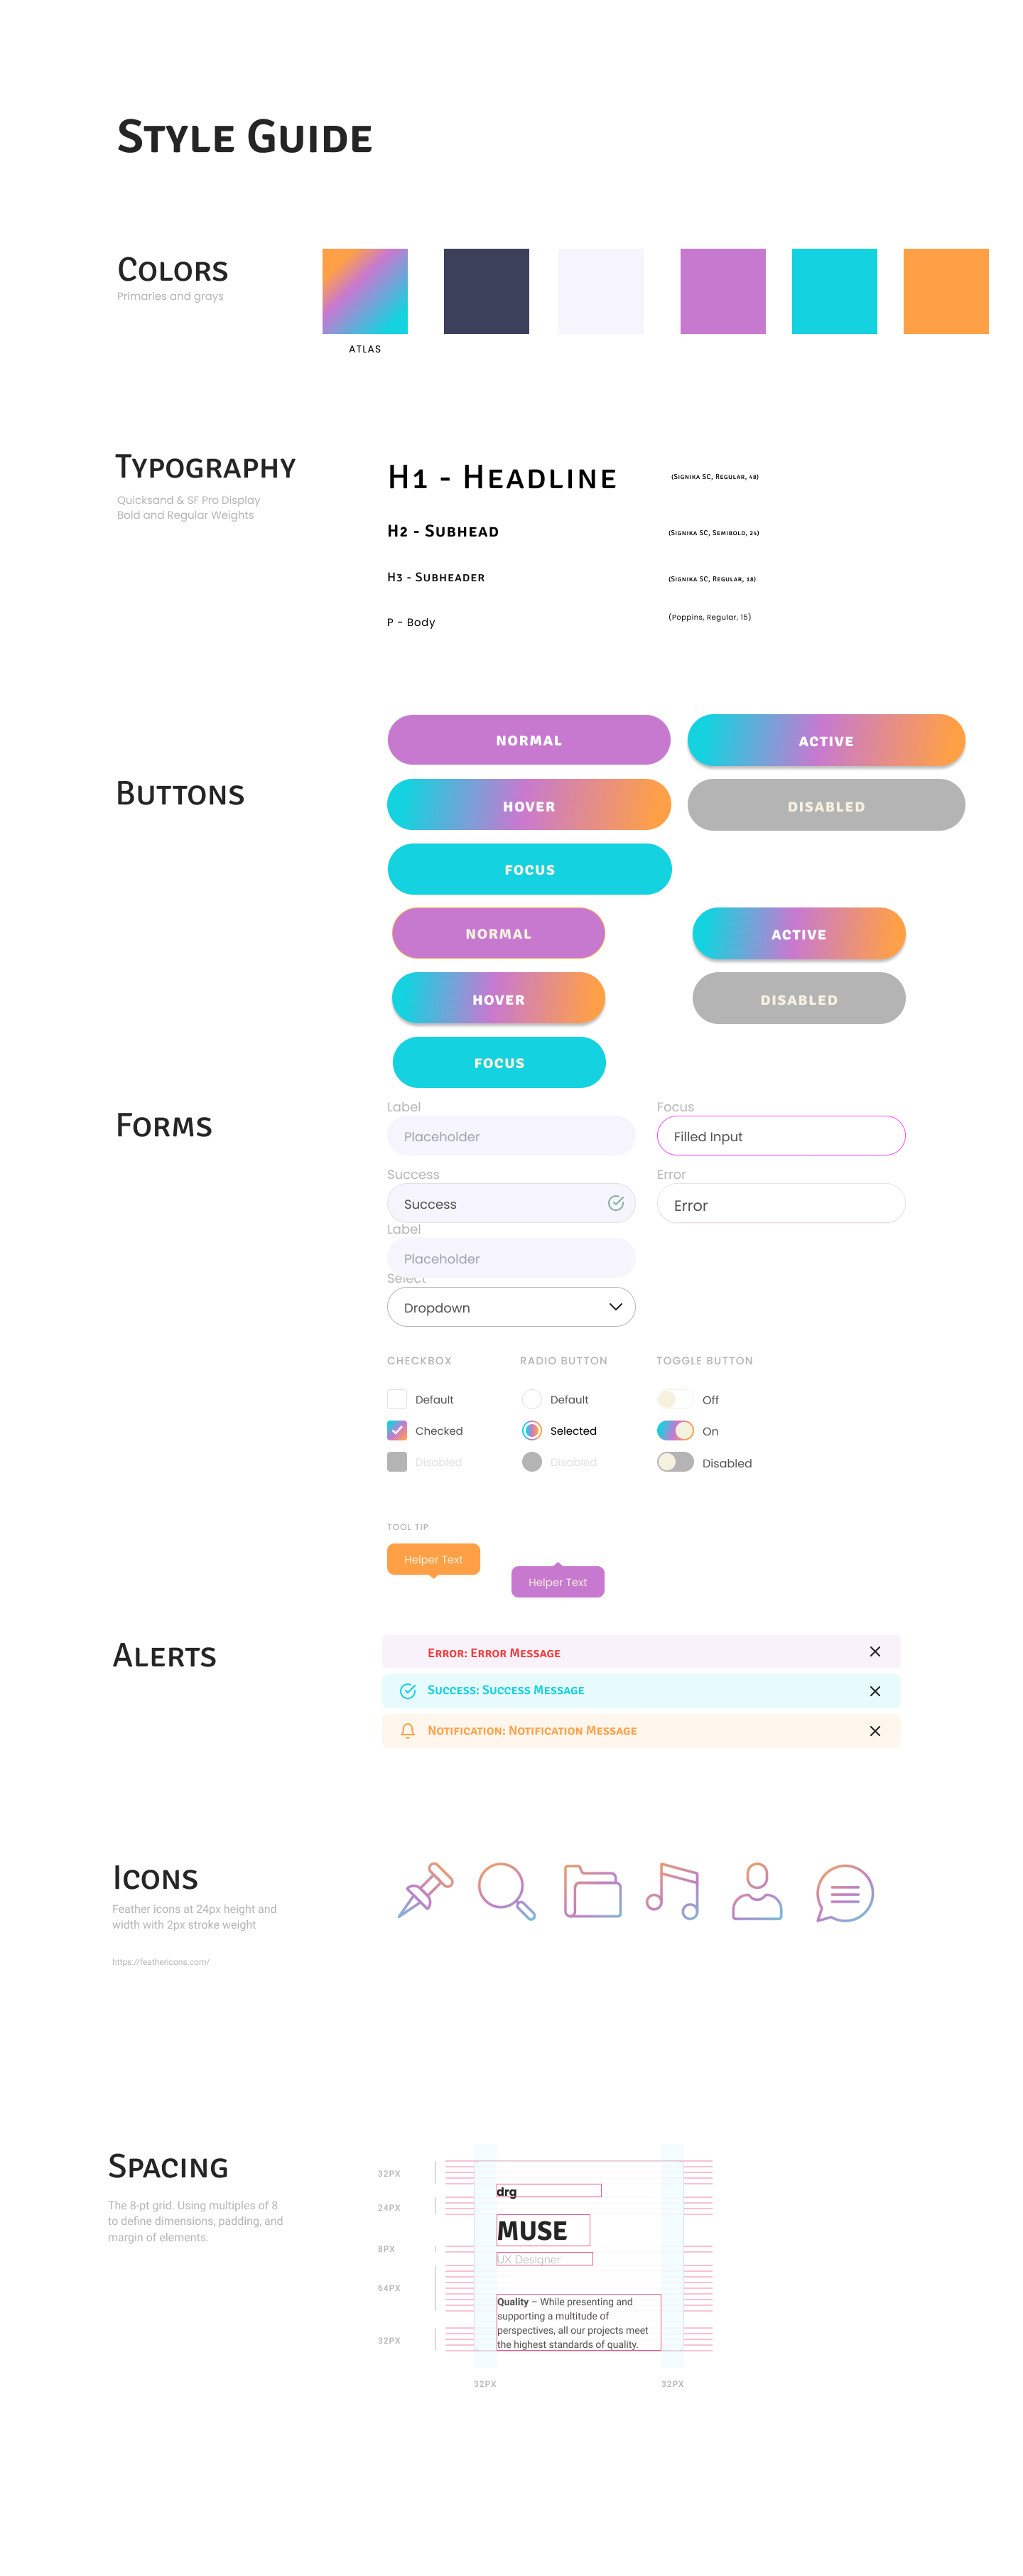 Style Guide
Colors
Primaries and grays
ATLAS
Typography
Quicksand & SF Pro Display
Bold and Regular Weights
H1 - Headline
(Signika SC, Regular, 48)
H2 - Subhead
(Signika SC, Semibold, 24)
H3 - Subheader
(Signika SC, Regular, 18)
P - Body
(Poppins, Regular, 15)
Buttons
NORMAL
ACTIVE
HOVER
DISABLED
FOCUS
NORMAL
ACTIVE
HOVER
DISABLED
FOCUS
Forms
Label
Placeholder
Focus
Filled Input
Success
Success
Error
Error
Label
Placeholder
Select
Dropdown
CHECKBOX
RADIO BUTTON
TOGGLE BUTTON
Default
Default
Off
Checked
Selected
On
Disabled
Disabled
Disabled
TOOL TIP
Helper Text
Helper Text
Alerts
Error: Error Message
Success: Success Message
Notification: Notification Message
Icons
Feather icons at 24px height and
width with 2px stroke weight
https://feathericons.com/
Spacing
The 8-pt grid. Using multiples of 8
to define dimensions, padding, and
margin of elements.
32PX
24PX
8PX
64PX
32PX
drg
MUSE
UX Designer
Quality – While presenting and
supporting a multitude of
perspectives, all our projects meet
the highest standards of quality.
32PX
32PX